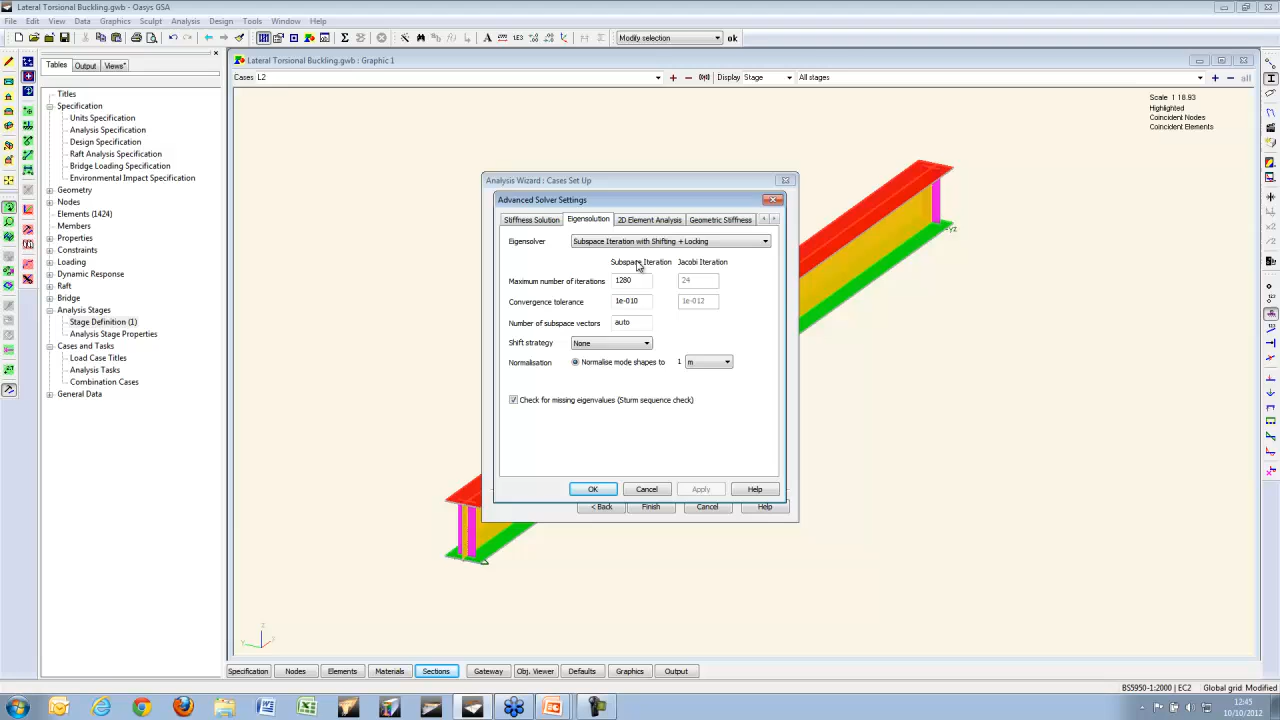 Lateral Torsional Buckling.gwb - Oasys GSA
File Edit View Data Graphics Sculpt Analysis Design Tools Window Help
Modify selection ok
Tables Output Views*
Lateral Torsional Buckling.gwb : Graphic 1
Cases L2 Display Stage All stages all
Titles
Specification
Units Specification
Analysis Specification
Design Specification
Raft Analysis Specification
Bridge Loading Specification
Environmental Impact Specification
Geometry
Nodes
Elements (1424)
Members
Properties
Constraints
Loading
Dynamic Response
Raft
Bridge
Analysis Stages
Stage Definition (1)
Analysis Stage Properties
Cases and Tasks
Load Case Titles
Analysis Tasks
Combination Cases
General Data
Scale 1 18.93
Highlighted
Coincident Nodes
Coincident Elements
Analysis Wizard : Cases Set Up
Advanced Solver Settings
Stiffness Solution Eigensolution 2D Element Analysis Geometric Stiffness
Eigensolver Subspace Iteration with Shifting + Locking
Subspace Iteration Jacobi Iteration
Maximum number of iterations 1280 24
Convergence tolerance 1e-010 1e-012
Number of subspace vectors auto
Shift strategy None
Normalisation Normalise mode shapes to 1 m
Check for missing eigenvalues (Sturm sequence check)
OK Cancel Apply Help
< Back Finish Cancel Help
Specification Nodes Elements Materials Sections Gateway Obj. Viewer Defaults Graphics Output
BS5950-1:2000 | EC2 Global grid: Modified
12:45
10/10/2012